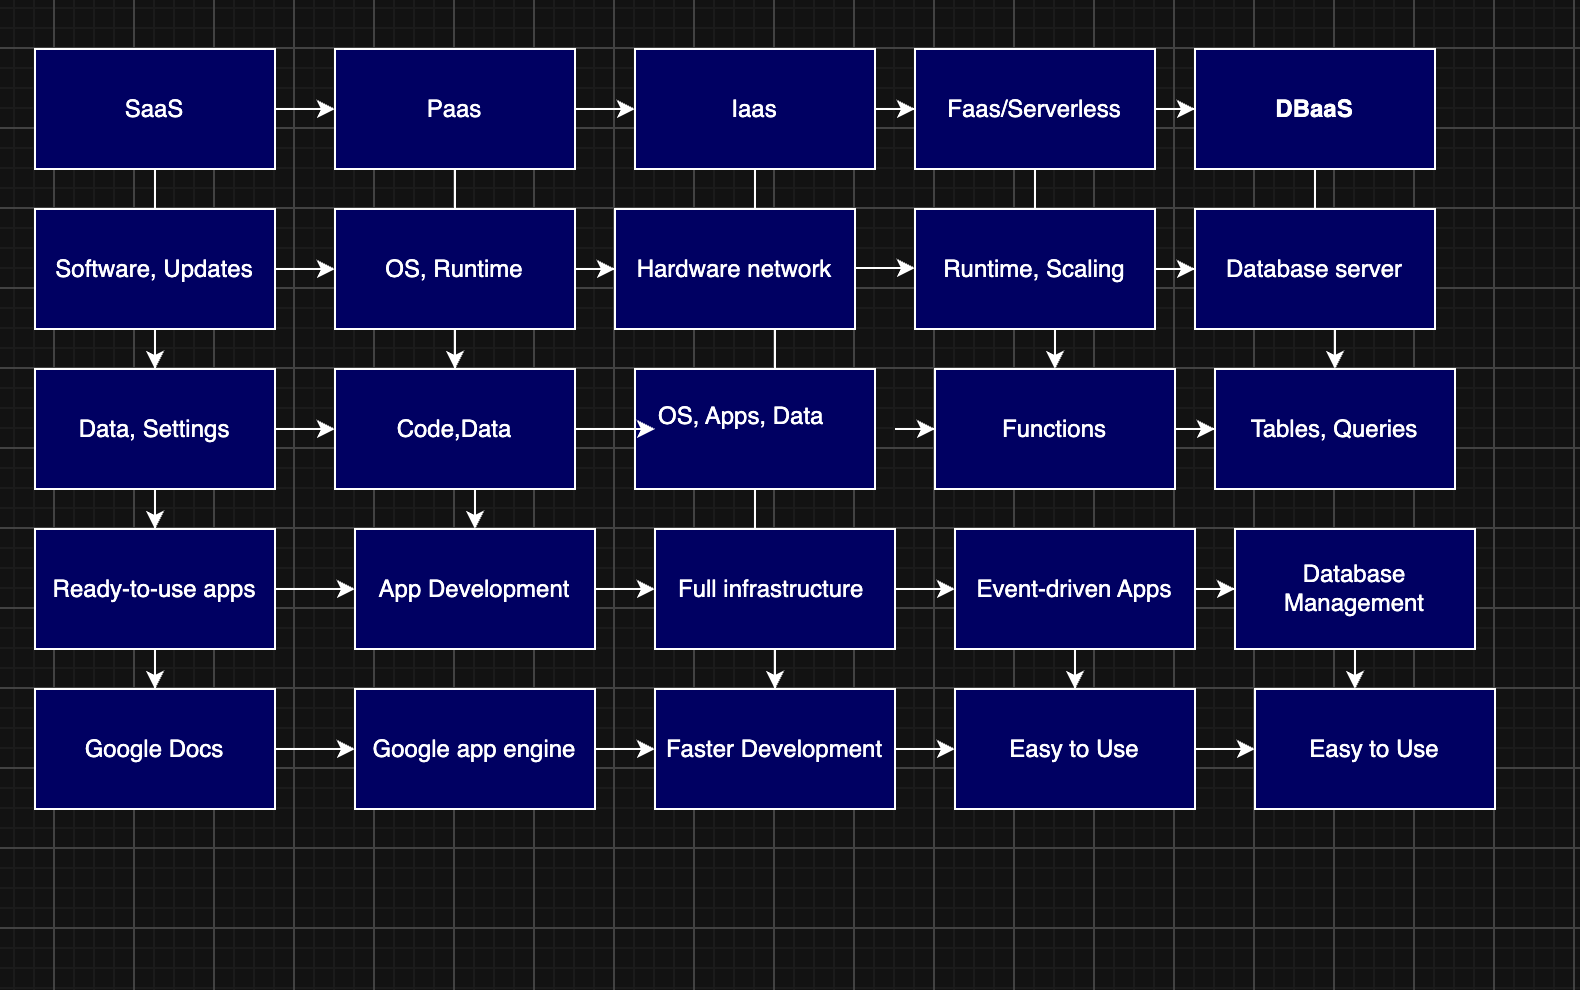 SaaS
Paas
Iaas
Faas/Serverless
DBaaS
Software, Updates
OS, Runtime
Hardware network
Runtime, Scaling
Database server
Data, Settings
Code,Data
OS, Apps, Data
Functions
Tables, Queries
Ready-to-use apps
App Development
Full infrastructure
Event-driven Apps
Database
Management
Google Docs
Google app engine
Faster Development
Easy to Use
Easy to Use